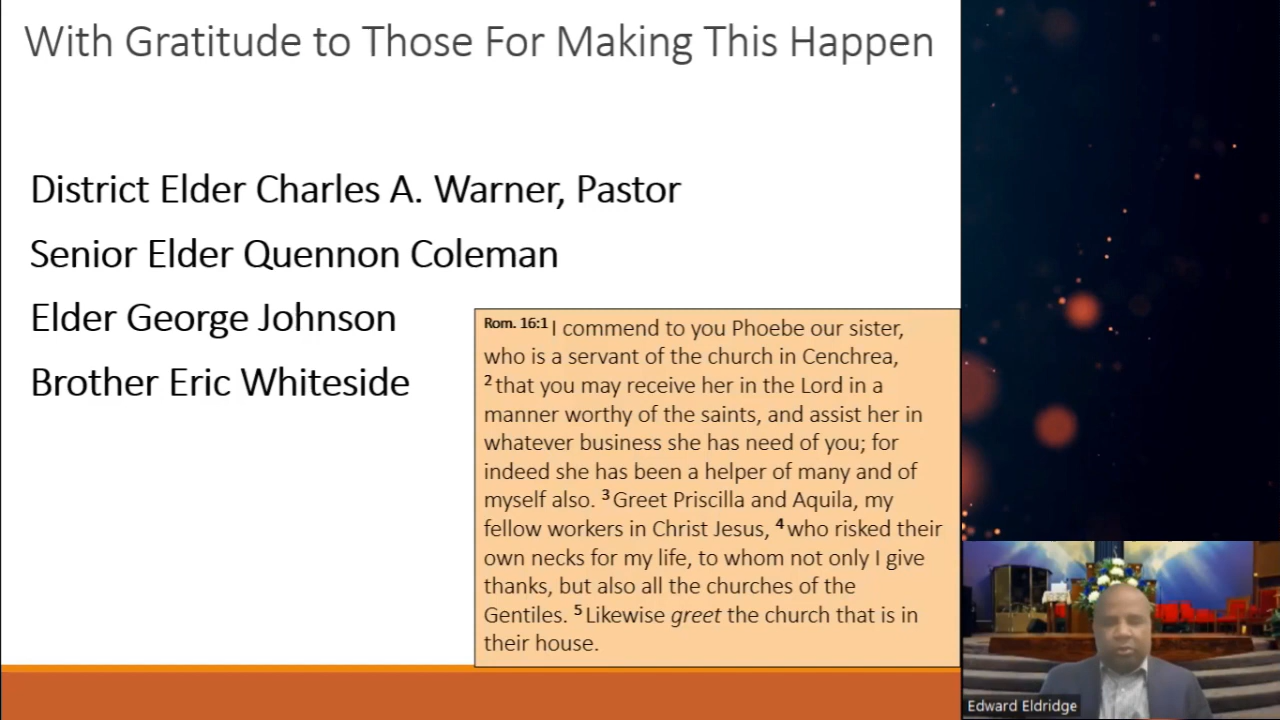 With Gratitude to Those For Making This Happen
District Elder Charles A. Warner, Pastor
Senior Elder Quennon Coleman
Elder George Johnson
Brother Eric Whiteside
Rom. 16:1 I commend to you Phoebe our sister,
who is a servant of the church in Cenchrea,
2 that you may receive her in the Lord in a
manner worthy of the saints, and assist her in
whatever business she has need of you; for
indeed she has been a helper of many and of
myself also. 3 Greet Priscilla and Aquila, my
fellow workers in Christ Jesus, 4 who risked their
own necks for my life, to whom not only I give
thanks, but also all the churches of the
Gentiles. 5 Likewise greet the church that is in
their house.
Edward Eldridge